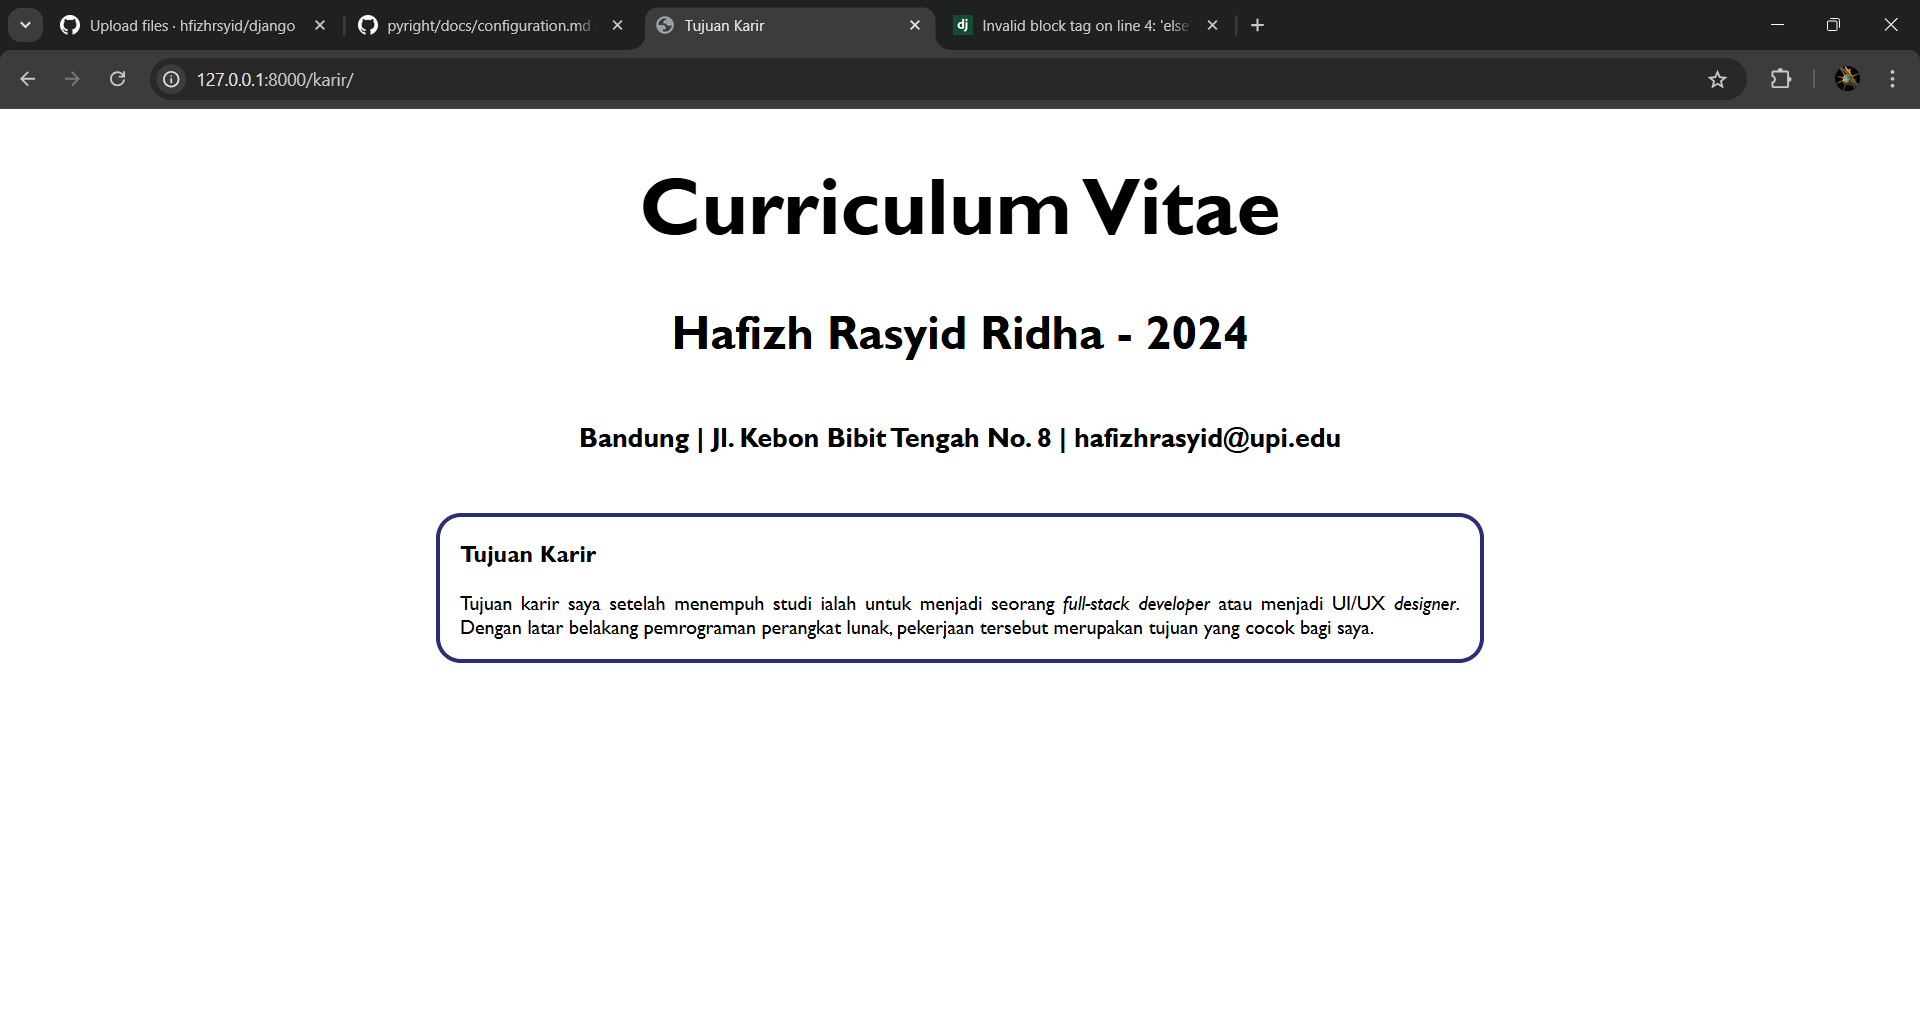 Upload files · hfizhrsyid/django
pyright/docs/configuration.md
Tujuan Karir
Invalid block tag on line 4: 'else
127.0.0.1:8000/karir/
Curriculum Vitae
Hafizh Rasyid Ridha - 2024
Bandung | Jl. Kebon Bibit Tengah No. 8 | hafizhrasyid@upi.edu
Tujuan Karir
Tujuan karir saya setelah menempuh studi ialah untuk menjadi seorang full-stack developer atau menjadi UI/UX designer.
Dengan latar belakang pemrograman perangkat lunak, pekerjaan tersebut merupakan tujuan yang cocok bagi saya.